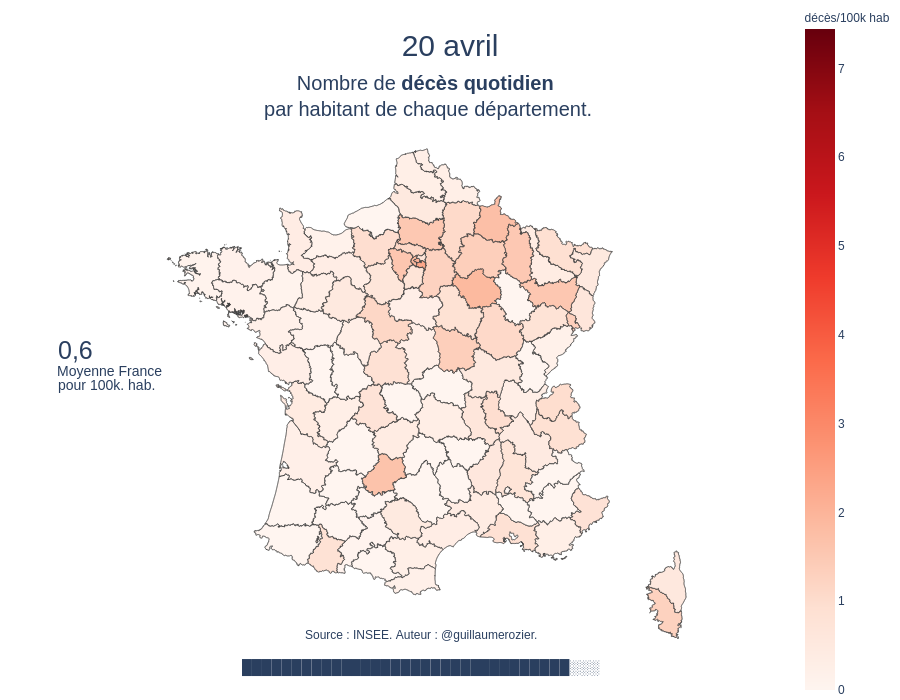 décès/100k hab
20 avril
Nombre de décès quotidien
par habitant de chaque département.
7
6
5
4
3
2
1
0
0,6
Moyenne France
pour 100k. hab.
Source : INSEE. Auteur : @guillaumerozier.